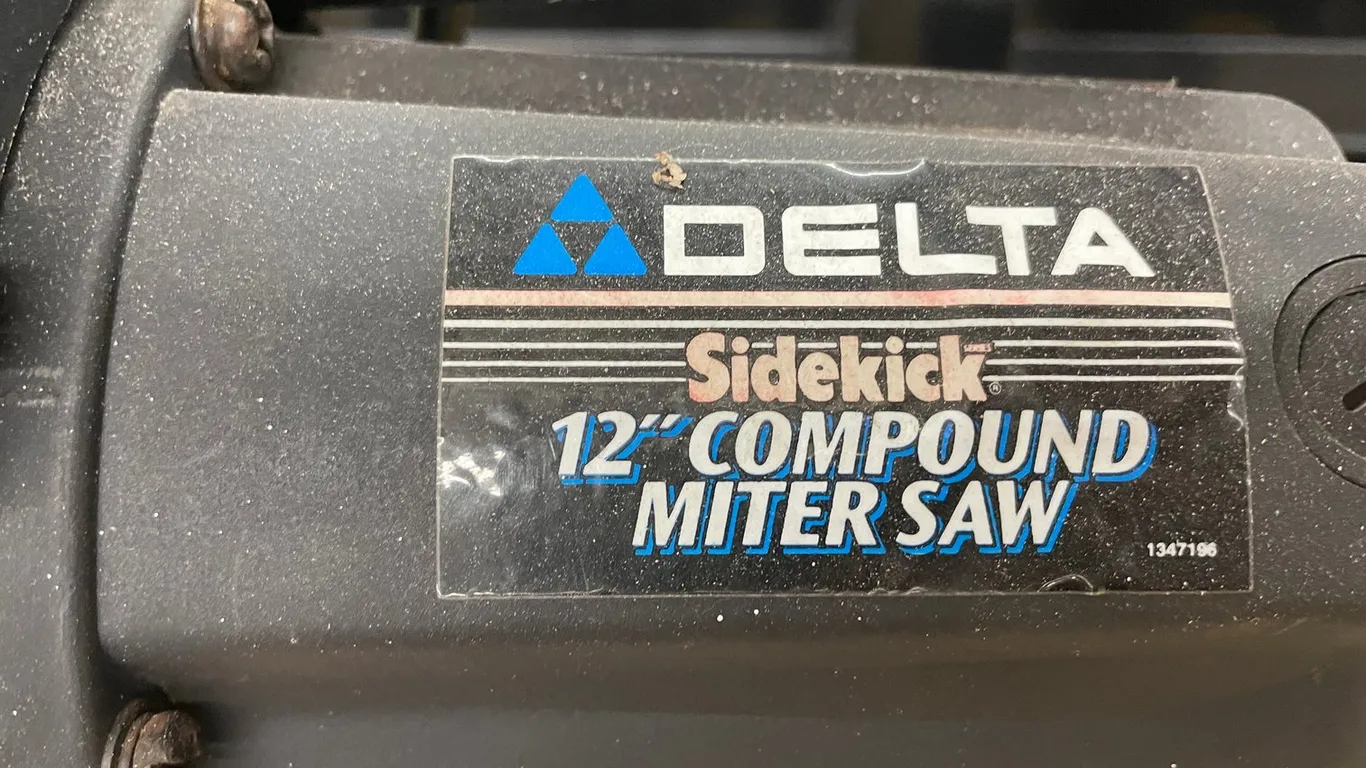 DELTA
Sidekick®
12" COMPOUND
MITER SAW
1347196